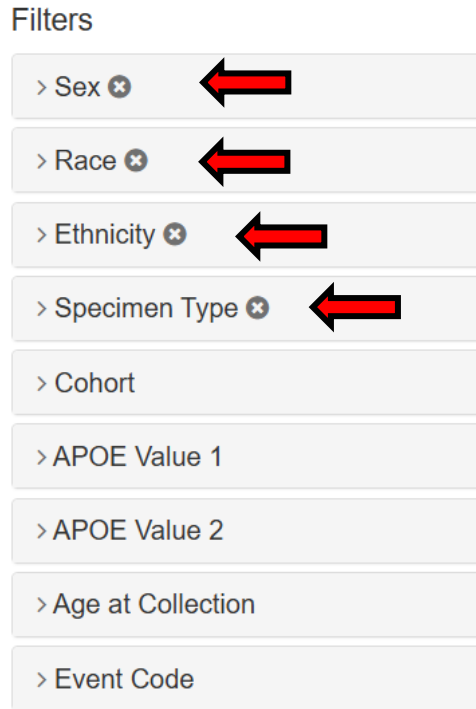 Filters
Sex
Race
Ethnicity
Specimen Type
Cohort
APOE Value 1
APOE Value 2
Age at Collection
Event Code